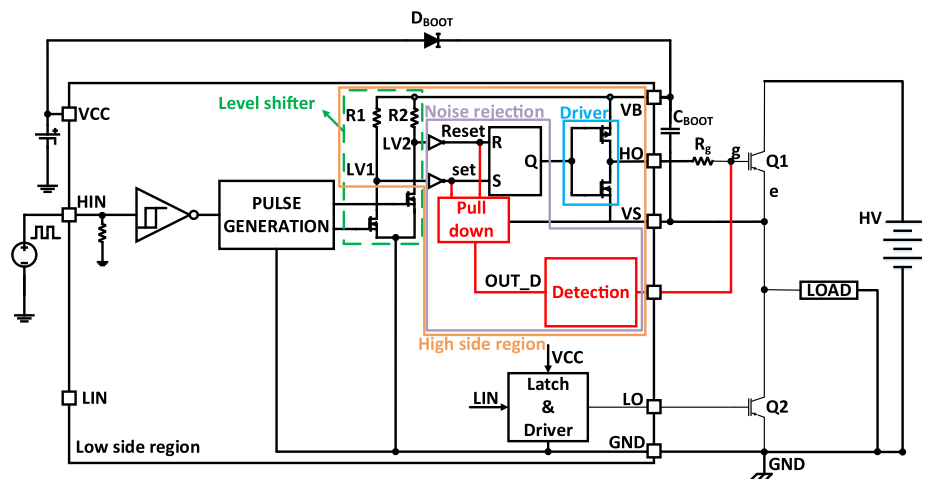 DBOOT
VCC
Level shifter
R1
R2
Noise rejection
Reset
LV2
LV1
set
R
S
Q
Driver
VB
CBOOT
HO
Rg
g
Q1
e
VS
HIN
PULSE
GENERATION
Pull
down
OUT_D
Detection
High side region
HV
LOAD
VCC
LIN
LIN
Latch
&
Driver
LO
Q2
GND
GND
Low side region